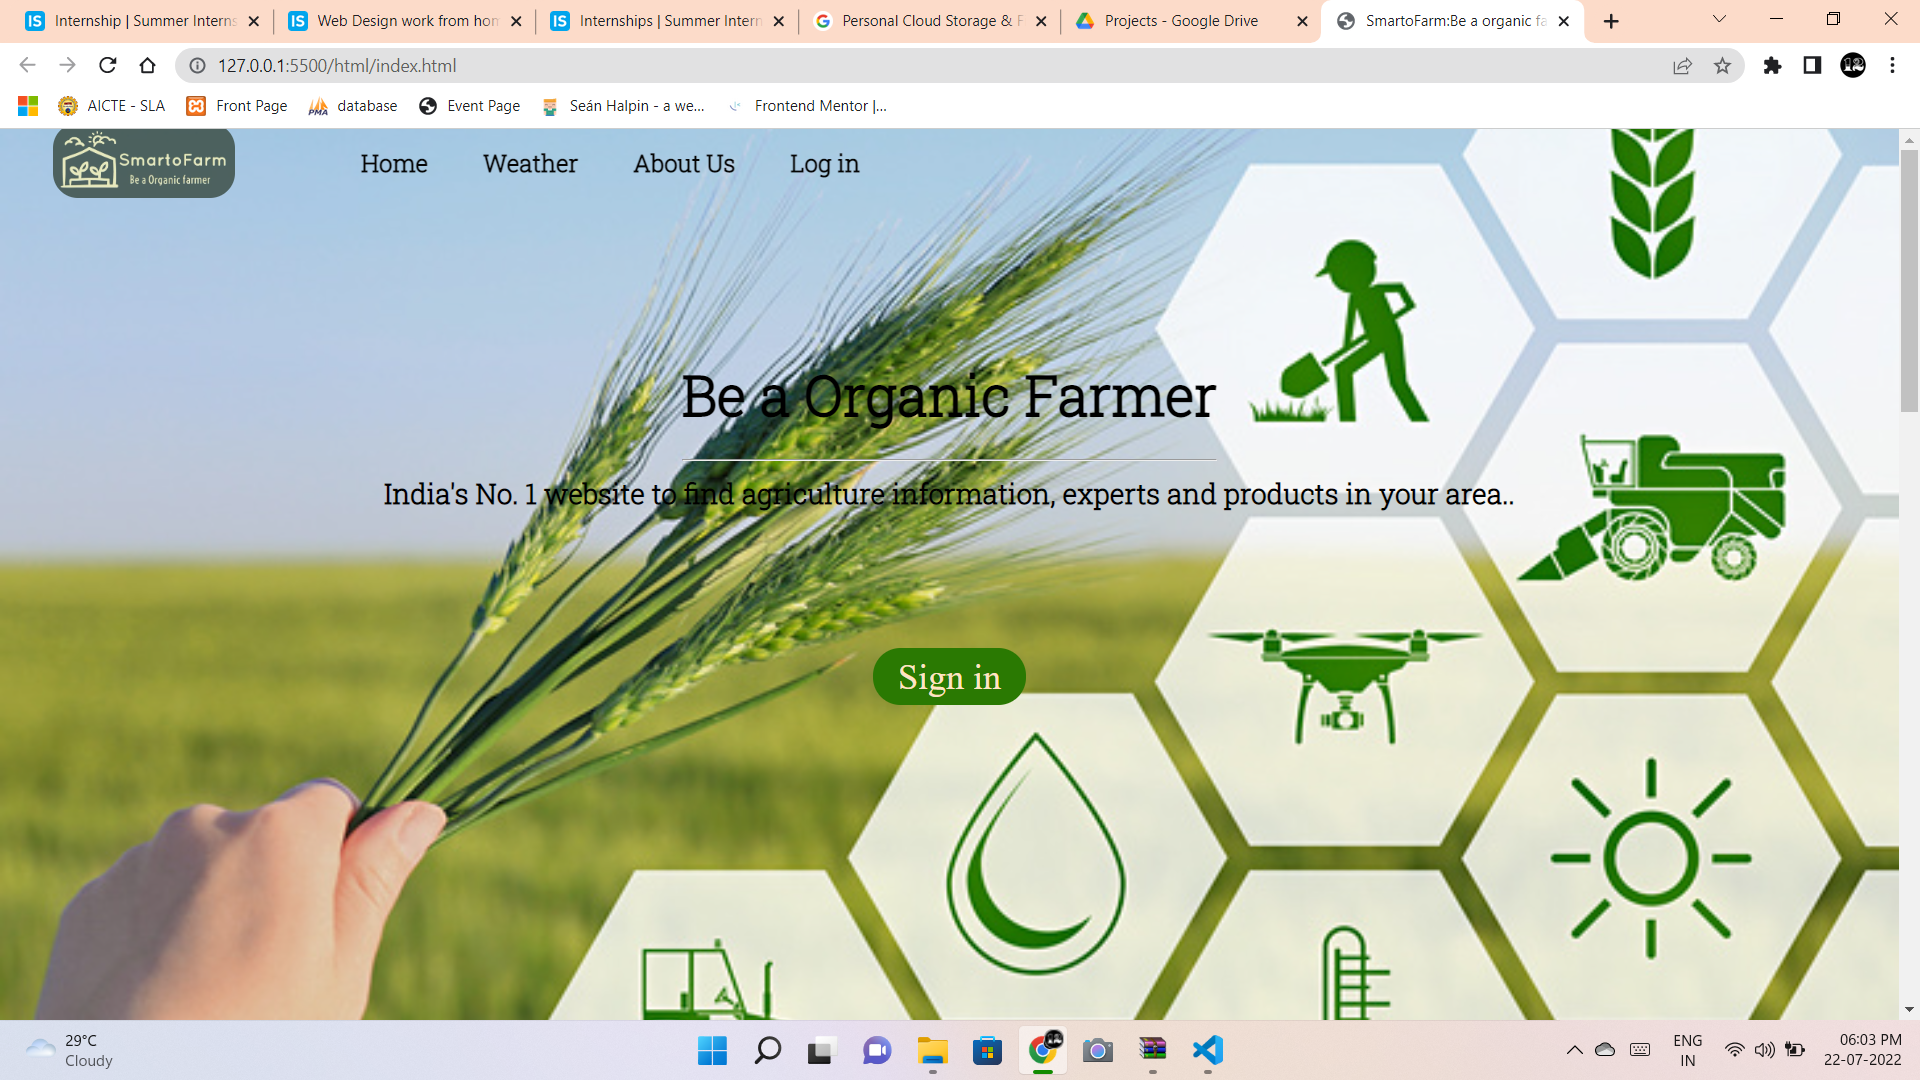 Internship | Summer Interns
Web Design work from hom
Internships | Summer Intern
Personal Cloud Storage & F
Projects - Google Drive
SmartoFarm:Be a organic fa
127.0.0.1:5500/html/index.html
AICTE - SLA
Front Page
database
Event Page
Seán Halpin - a we...
Frontend Mentor |...
SmartoFarm
Be a Organic farmer
Home
Weather
About Us
Log in
Be a Organic Farmer
India's No. 1 website to find agriculture information, experts and products in your area..
Sign in
29°C
Cloudy
ENG
IN
06:03 PM
22-07-2022